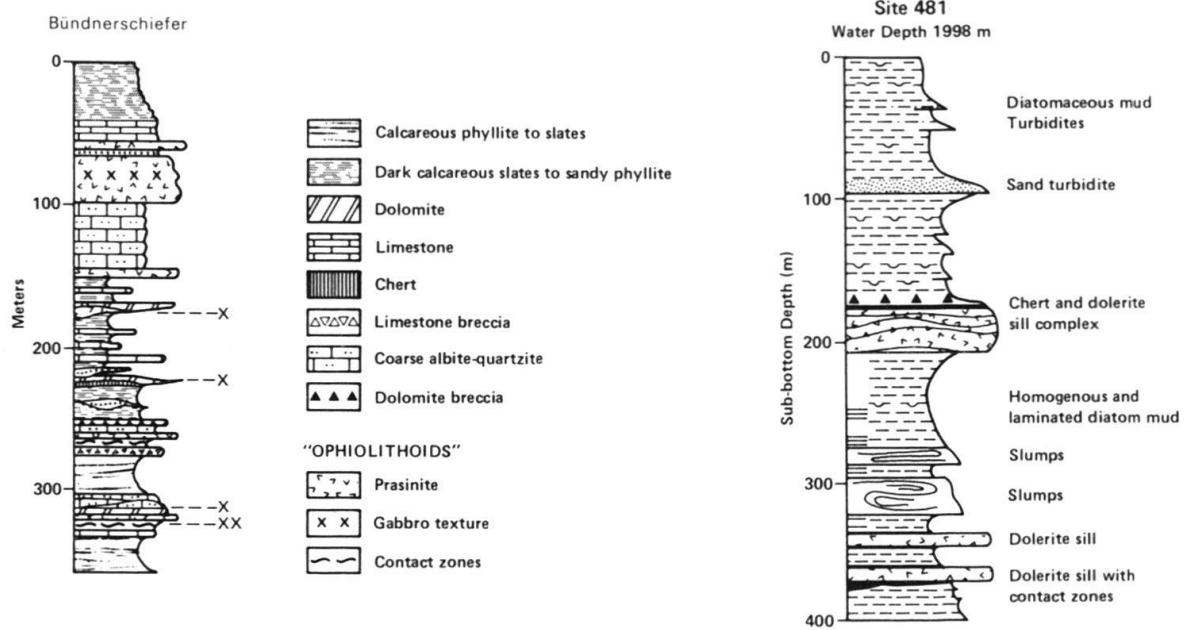 Bündnerschiefer
0
100
200
300
Meters
X
X
X
XX
Calcareous phyllite to slates
Dark calcareous slates to sandy phyllite
Dolomite
Limestone
Chert
Limestone breccia
Coarse albite-quartzite
Dolomite breccia
"OPHIOLITHOIDS"
Prasinite
Gabbro texture
Contact zones
Site 481
Water Depth 1998 m
0
100
200
300
400
Sub-bottom Depth (m)
Diatomaceous mud
Turbidites
Sand turbidite
Chert and dolerite
sill complex
Homogenous and
laminated diatom mud
Slumps
Slumps
Dolerite sill
Dolerite sill with
contact zones